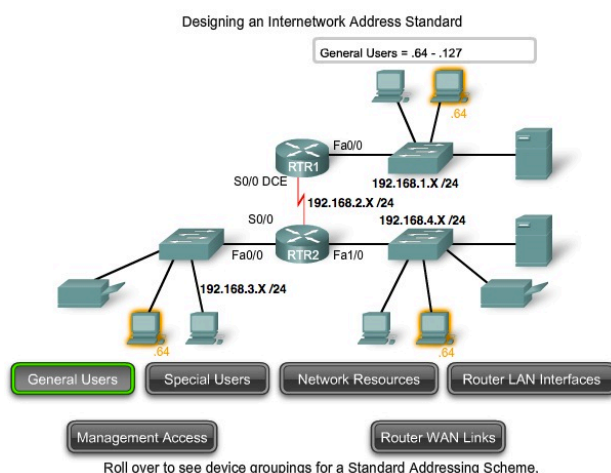 Designing an Internetwork Address Standard
General Users = .64 - .127
.64
Fa0/0
RTR1
S0/0 DCE
192.168.1.X /24
192.168.2.X /24
192.168.4.X /24
S0/0
Fa0/0
RTR2
Fa1/0
192.168.3.X /24
.64
.64
General Users
Special Users
Network Resources
Router LAN Interfaces
Management Access
Router WAN Links
Roll over to see device groupings for a Standard Addressing Scheme.